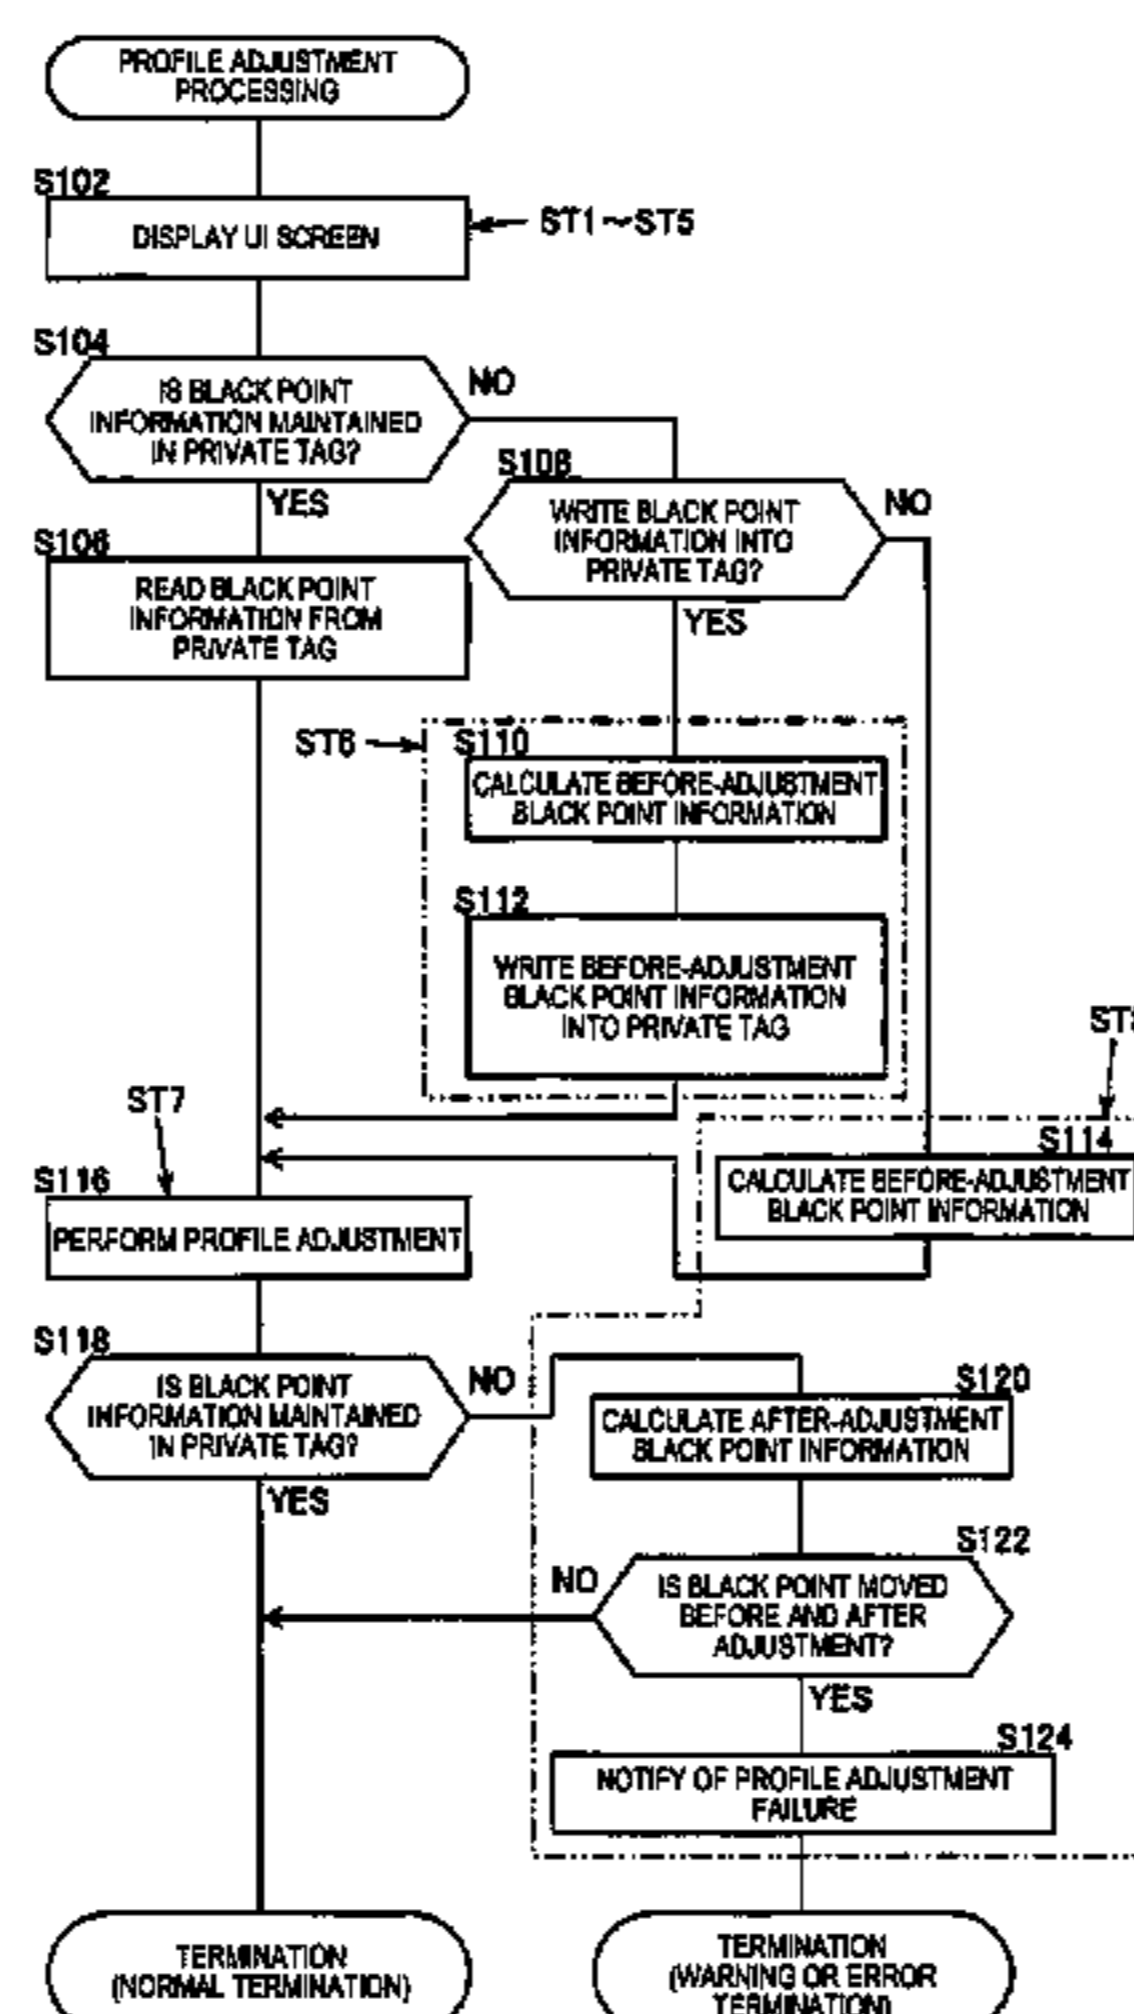 PROFILE ADJUSTMENT
PROCESSING
S102
DISPLAY UI SCREEN
ST1~ST5
S104
IS BLACK POINT
INFORMATION MAINTAINED
IN PRIVATE TAG?
NO
YES
S108
WRITE BLACK POINT
INFORMATION INTO
PRIVATE TAG?
NO
YES
S106
READ BLACK POINT
INFORMATION FROM
PRIVATE TAG
ST6
S110
CALCULATE BEFORE-ADJUSTMENT
BLACK POINT INFORMATION
S112
WRITE BEFORE-ADJUSTMENT
BLACK POINT INFORMATION
INTO PRIVATE TAG
ST7
S114
CALCULATE BEFORE-ADJUSTMENT
BLACK POINT INFORMATION
S116
PERFORM PROFILE ADJUSTMENT
S118
IS BLACK POINT
INFORMATION MAINTAINED
IN PRIVATE TAG?
NO
YES
S120
CALCULATE AFTER-ADJUSTMENT
BLACK POINT INFORMATION
S122
IS BLACK POINT MOVED
BEFORE AND AFTER
ADJUSTMENT?
NO
YES
S124
NOTIFY OF PROFILE ADJUSTMENT
FAILURE
TERMINATION
(NORMAL TERMINATION)
TERMINATION
(WARNING OR ERROR
TERMINATION)